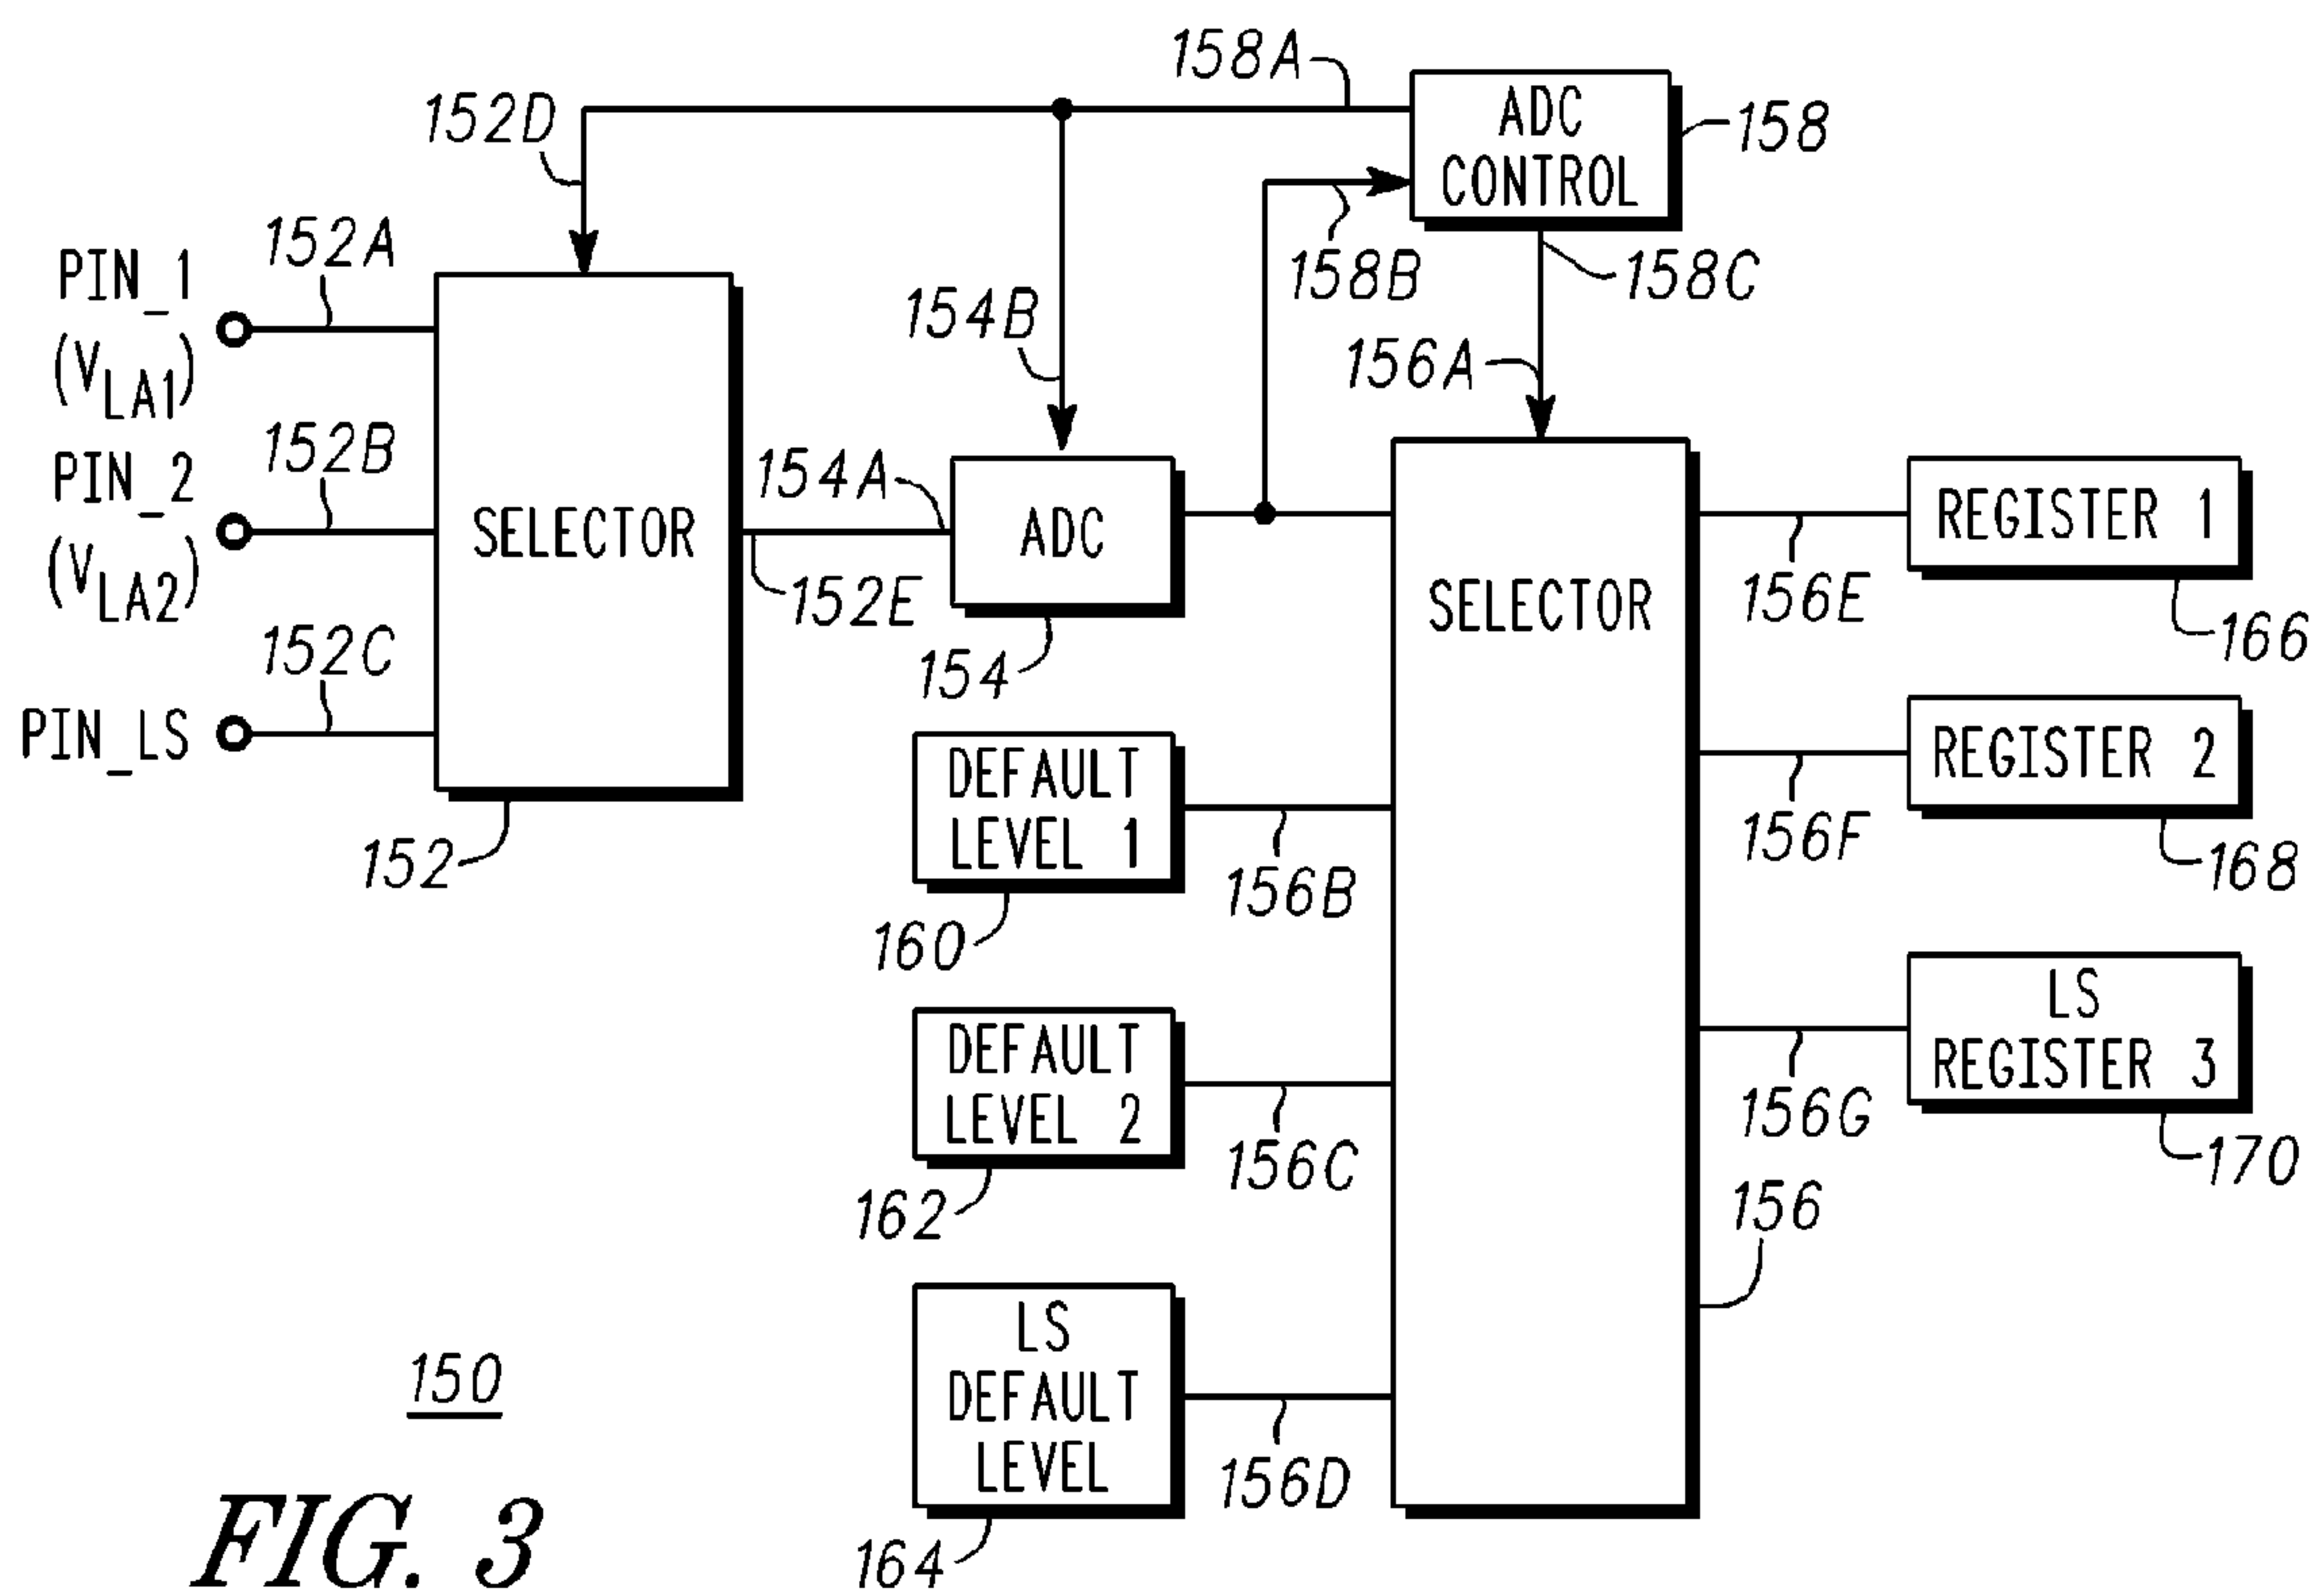 158A
ADC
CONTROL
158
152D
152A
PIN_1
(VLA1)
158B
158C
154B
156A
152B
PIN_2
(VLA2)
154A
SELECTOR
ADC
152E
SELECTOR
REGISTER 1
156E
166
152C
PIN_LS
154
152
DEFAULT
LEVEL 1
156B
160
REGISTER 2
156F
168
DEFAULT
LEVEL 2
156C
162
LS
REGISTER 3
156G
170
156
LS
DEFAULT
LEVEL
156D
164
150
FIG. 3